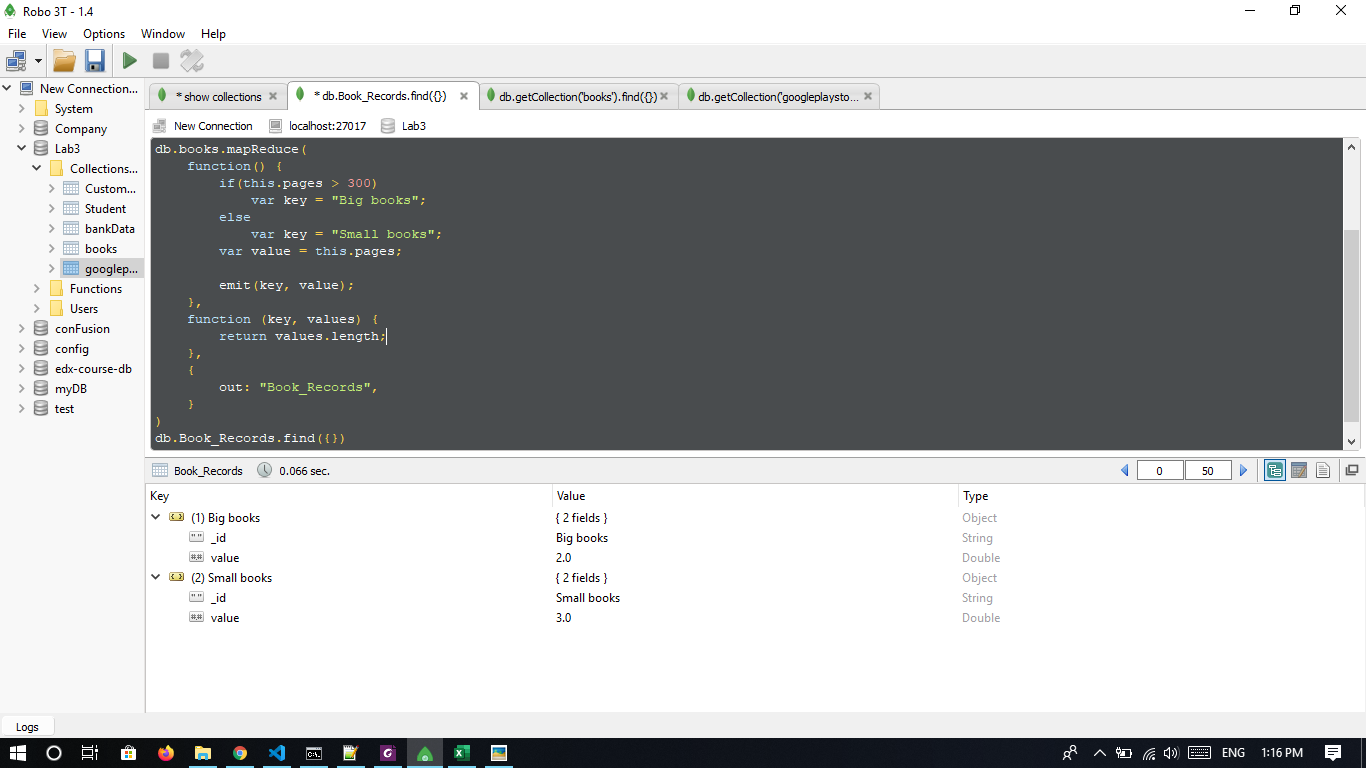 Robo 3T - 1.4
File View Options Window Help
New Connection...
System
Company
Lab3
Collections...
Custom...
Student
bankData
books
googlep...
Functions
Users
conFusion
config
edx-course-db
myDB
test
* show collections
* db.Book_Records.find({})
db.getCollection('books').find({})
db.getCollection('googleplaysto...
New Connection localhost:27017 Lab3
db.books.mapReduce(
function() {
if(this.pages > 300)
var key = "Big books";
else
var key = "Small books";
var value = this.pages;
emit(key, value);
},
function (key, values) {
return values.length;
},
{
out: "Book_Records",
}
)
db.Book_Records.find({})
Book_Records 0.066 sec. 0 50
Key Value Type
(1) Big books { 2 fields } Object
_id Big books String
value 2.0 Double
(2) Small books { 2 fields } Object
_id Small books String
value 3.0 Double
Logs
ENG 1:16 PM